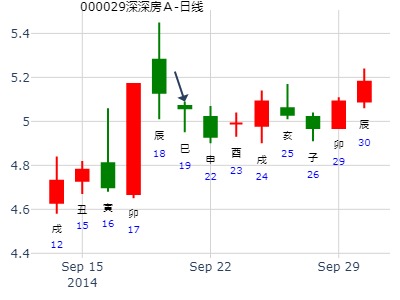 000029深深房A-日线
5.4
5.2
5
4.8
4.6
4.4
戌
12
丑
15
寅
16
卯
17
辰
18
巳
19
申
22
酉
23
戌
24
亥
25
子
26
卯
29
辰
30
Sep 15
2014
Sep 22
Sep 29